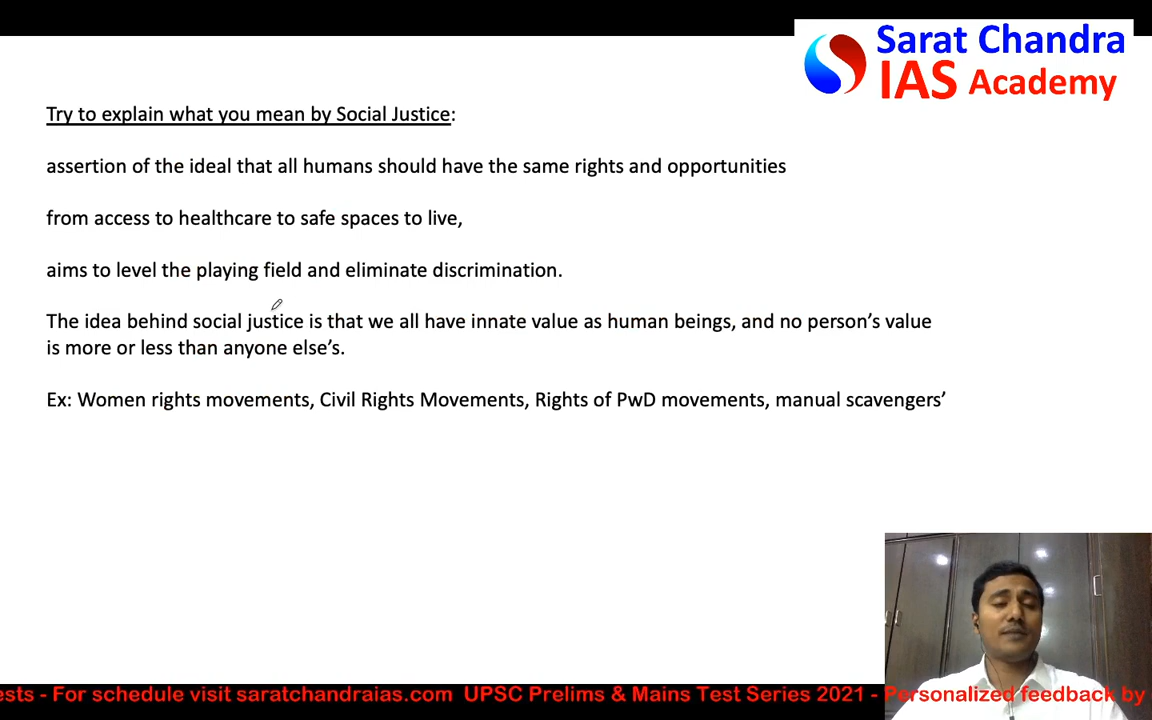 Sarat Chandra
IAS Academy
Try to explain what you mean by Social Justice:
assertion of the ideal that all humans should have the same rights and opportunities
from access to healthcare to safe spaces to live,
aims to level the playing field and eliminate discrimination.
The idea behind social justice is that we all have innate value as human beings, and no person’s value
is more or less than anyone else’s.
Ex: Women rights movements, Civil Rights Movements, Rights of PwD movements, manual scavengers’
ests - For schedule visit saratchandraias.com UPSC Prelims & Mains Test Series 2021 - Personalized feedback by